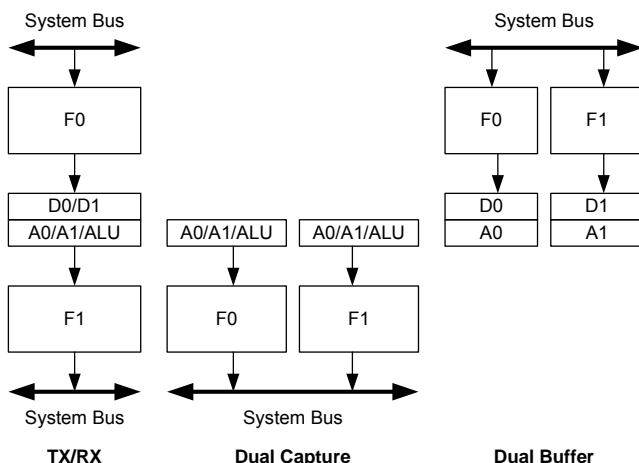 System Bus
System Bus
F0
F0
F1
D0/D1
D0
D1
A0/A1/ALU
A0/A1/ALU
A0/A1/ALU
A0
A1
F1
F0
F1
System Bus
System Bus
TX/RX
Dual Capture
Dual Buffer